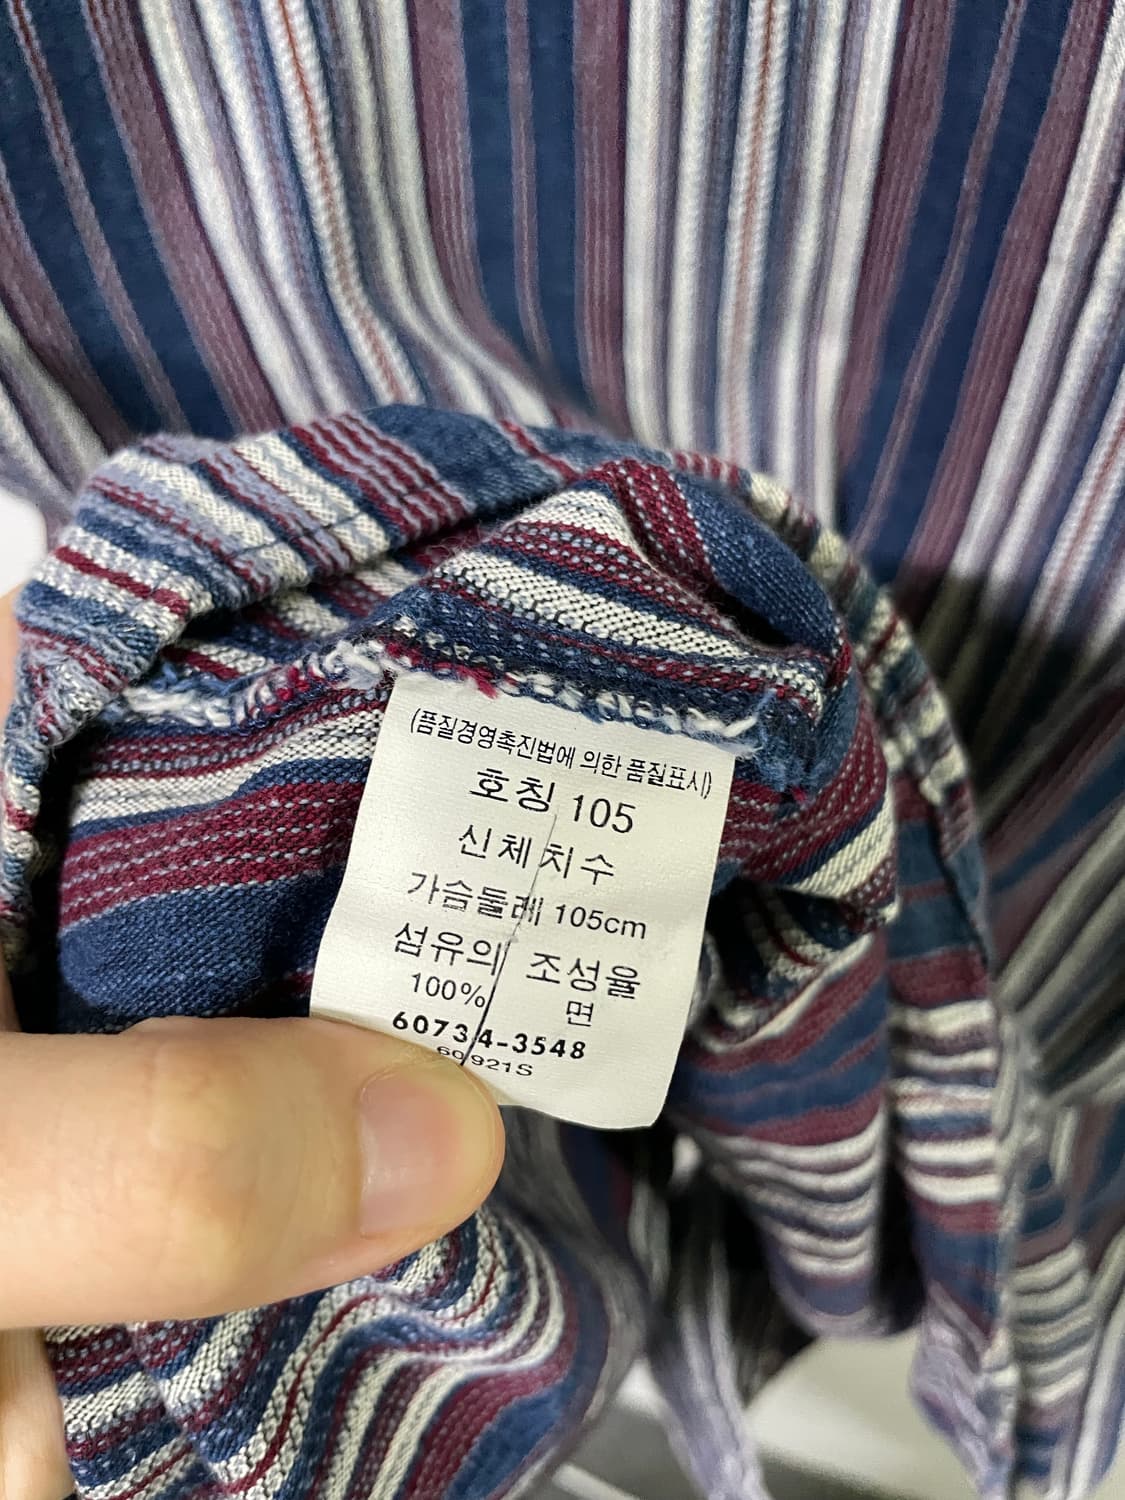 (품질경영촉진법에 의한 품질표시)
호칭 105
신체치수
가슴둘레 105cm
섬유의 조성율
100% 면
60734-3548
60921S